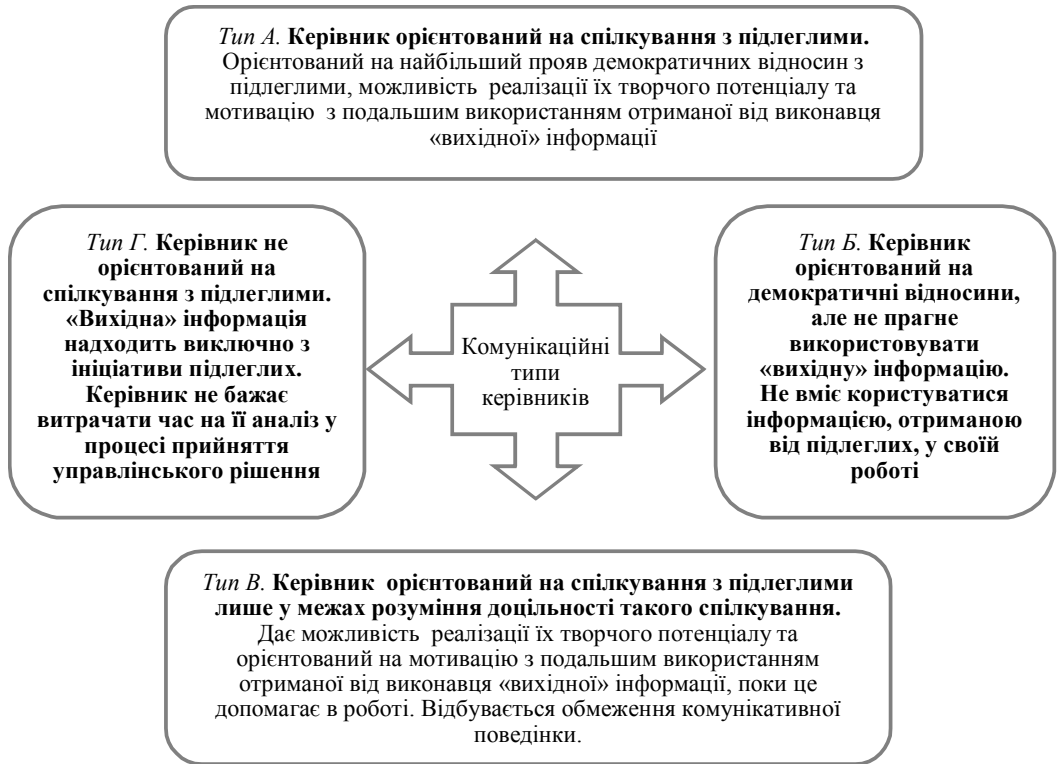 Тип А. Керівник орієнтований на спілкування з підлеглими.
Орієнтований на найбільший прояв демократичних відносин з
підлеглими, можливість реалізації їх творчого потенціалу та
мотивацію з подальшим використанням отриманої від виконавця
«вихідної» інформації
Тип Г. Керівник не
орієнтований на
спілкування з підлеглими.
«Вихідна» інформація
надходить виключно з
ініціативи підлеглих.
Керівник не бажає
витрачати час на її аналіз у
процесі прийняття
управлінського рішення
Комунікаційні
типи
керівників
Тип Б. Керівник
орієнтований на
демократичні відносини,
але не прагне
використовувати
«вихідну» інформацію.
Не вміє користуватися
інформацією, отриманою
від підлеглих, у своїй
роботі
Тип В. Керівник орієнтований на спілкування з підлеглими
лише у межах розуміння доцільності такого спілкування.
Дає можливість реалізації їх творчого потенціалу та
орієнтований на мотивацію з подальшим використанням
отриманої від виконавця «вихідної» інформації, поки це
допомагає в роботі. Відбувається обмеження комунікативної
поведінки.